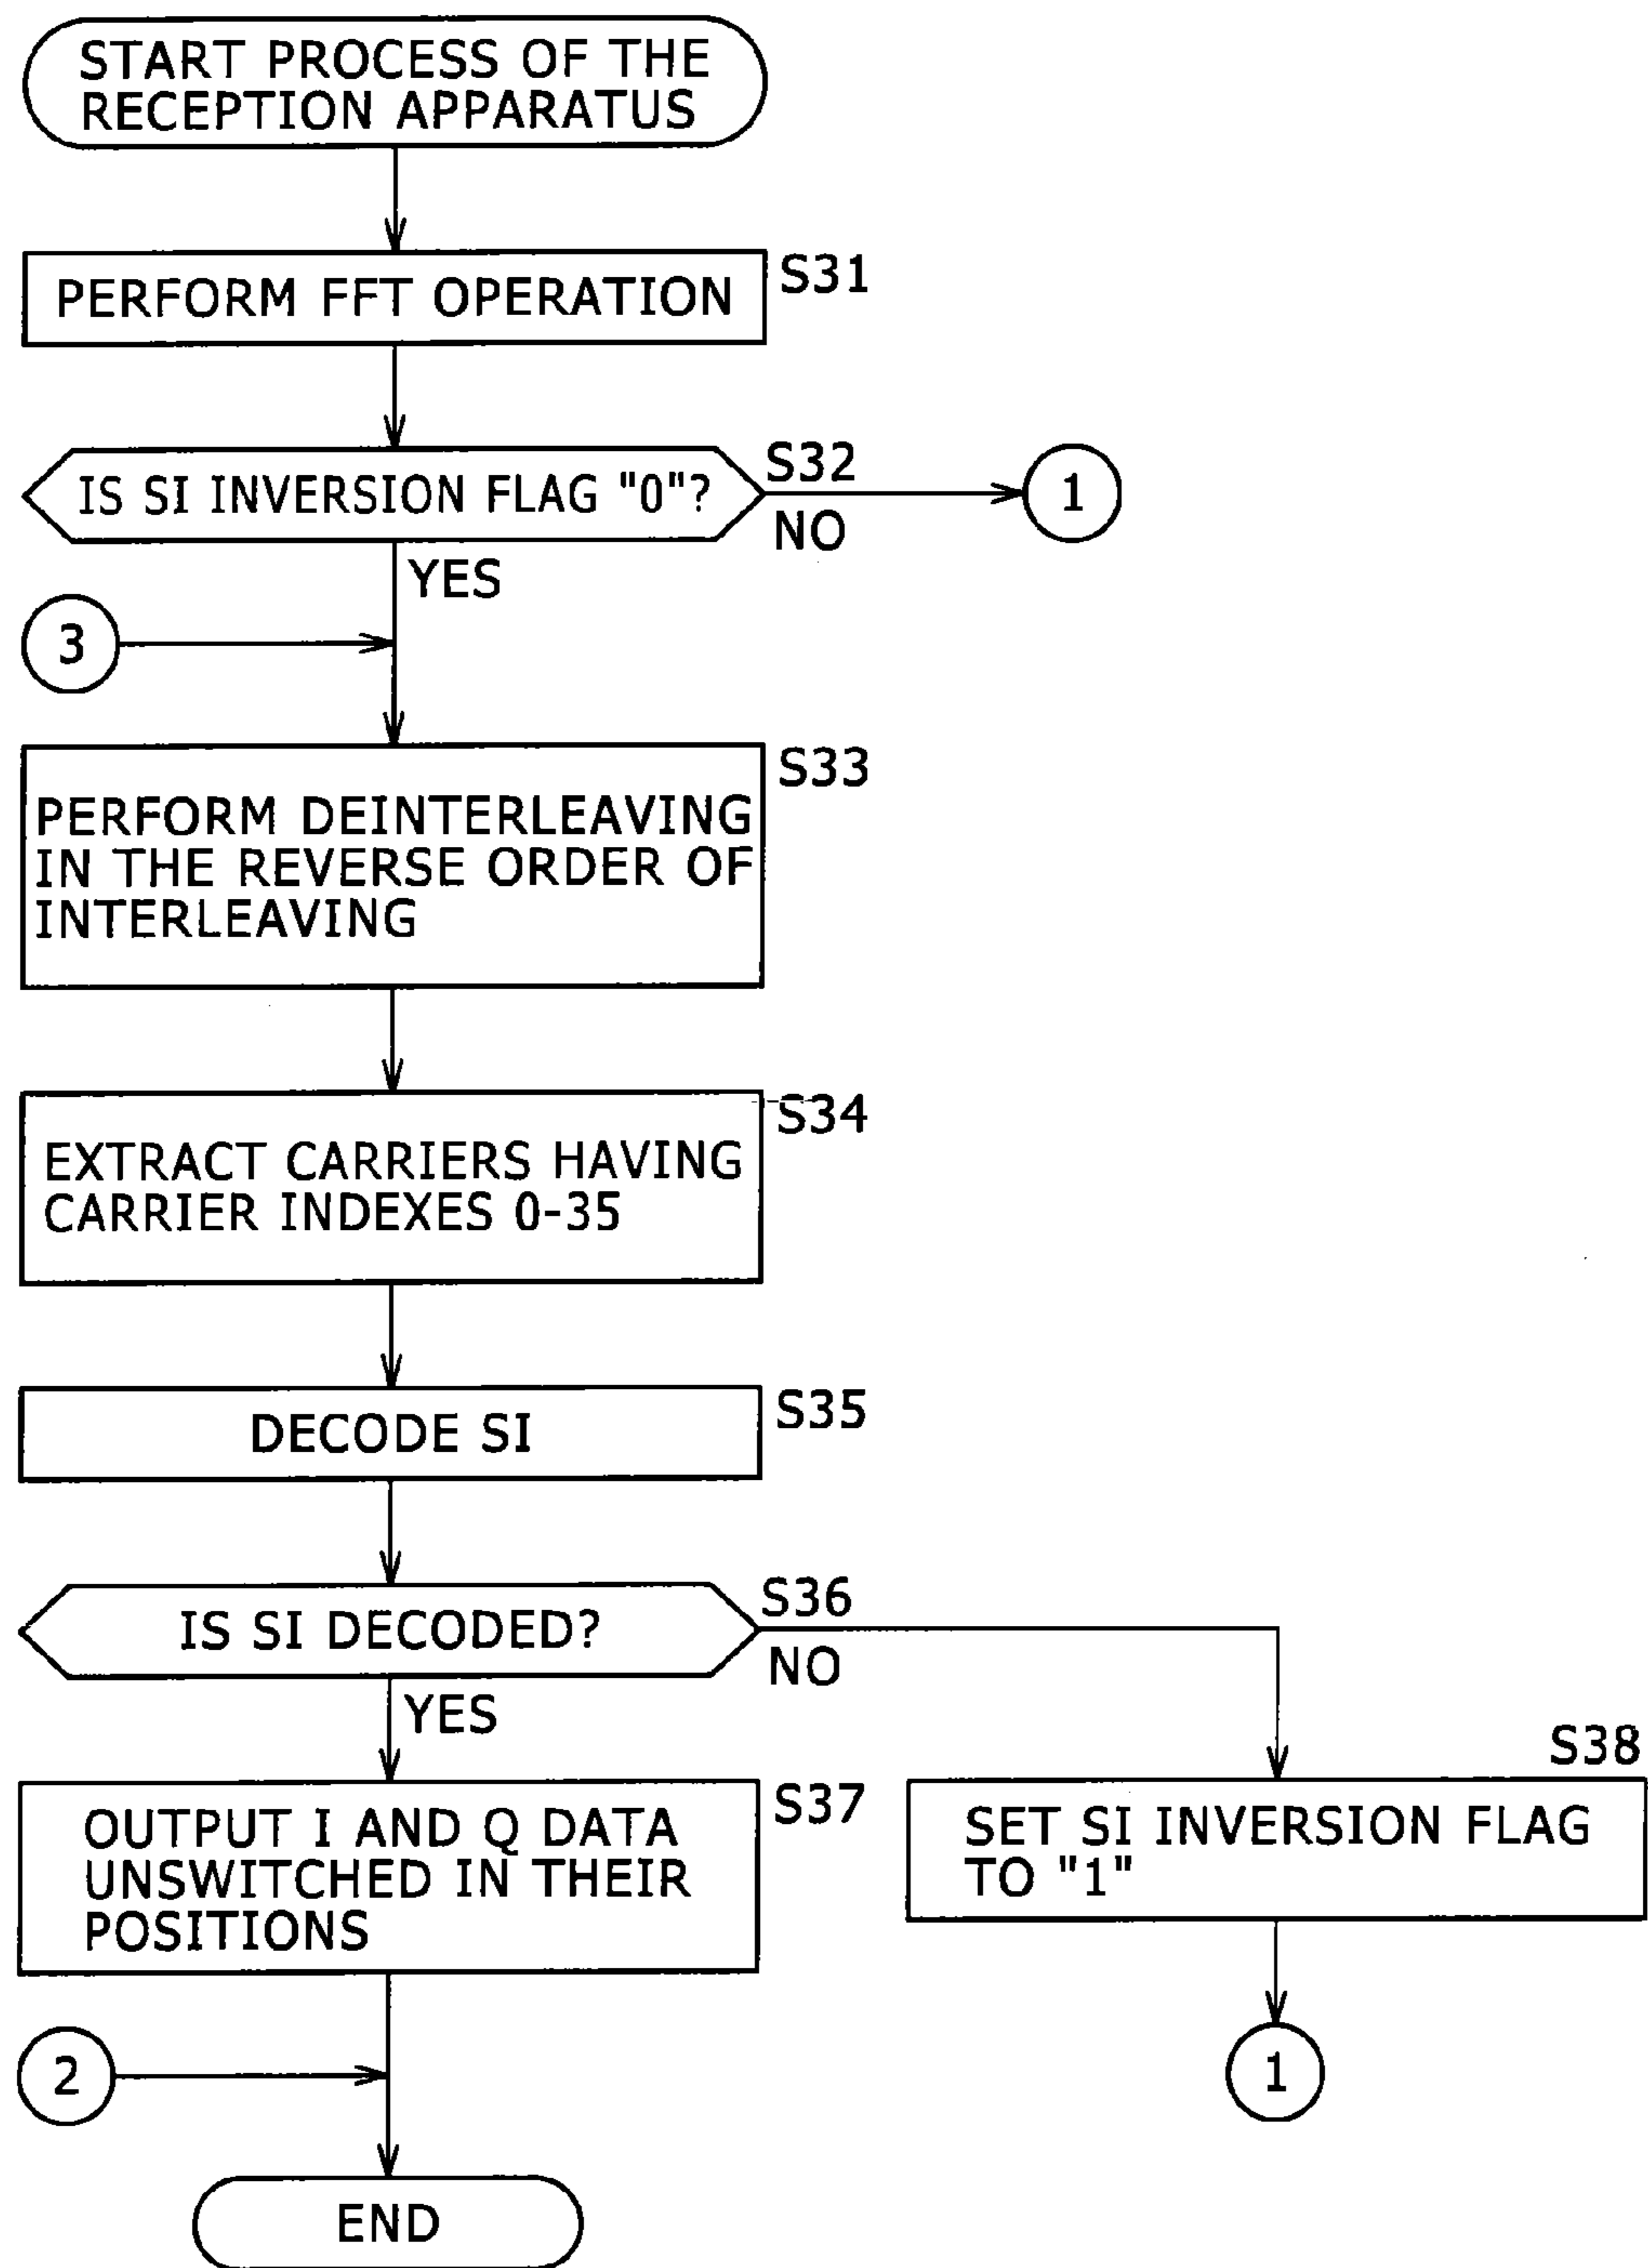 START PROCESS OF THE
RECEPTION APPARATUS
S31
PERFORM FFT OPERATION
S32
IS SI INVERSION FLAG "0"?
1
NO
YES
3
S33
PERFORM DEINTERLEAVING
IN THE REVERSE ORDER OF
INTERLEAVING
S34
EXTRACT CARRIERS HAVING
CARRIER INDEXES 0-35
S35
DECODE SI
S36
IS SI DECODED?
NO
YES
S38
S37
OUTPUT I AND Q DATA
UNSWITCHED IN THEIR
POSITIONS
SET SI INVERSION FLAG
TO "1"
2
1
END